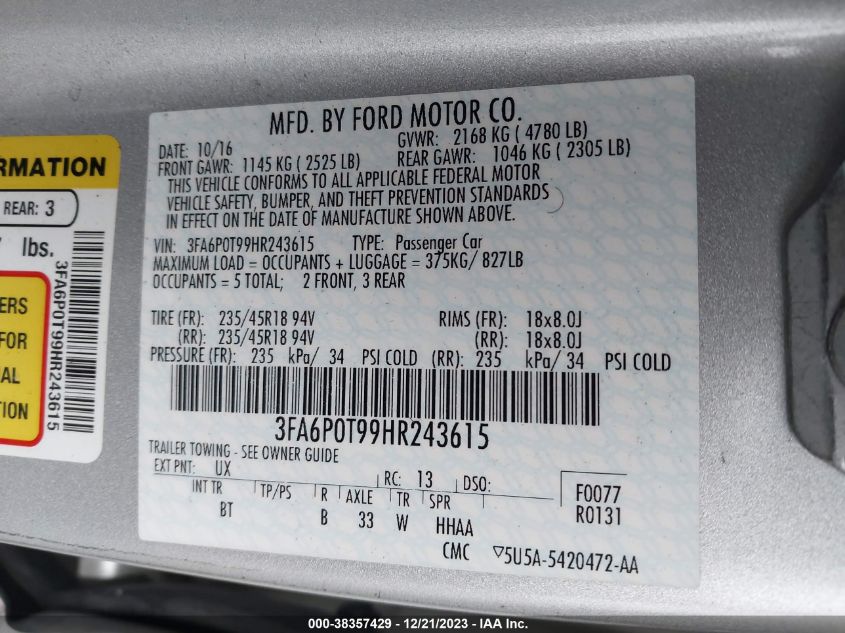 MFD. BY FORD MOTOR CO.
DATE: 10/16 GVWR: 2168 KG ( 4780 LB)
FRONT GAWR: 1145 KG ( 2525 LB) REAR GAWR: 1046 KG ( 2305 LB)
THIS VEHICLE CONFORMS TO ALL APPLICABLE FEDERAL MOTOR
VEHICLE SAFETY, BUMPER, AND THEFT PREVENTION STANDARDS
IN EFFECT ON THE DATE OF MANUFACTURE SHOWN ABOVE.
VIN: 3FA6P0T99HR243615 TYPE: Passenger Car
MAXIMUM LOAD = OCCUPANTS + LUGGAGE = 375KG/ 827LB
OCCUPANTS = 5 TOTAL; 2 FRONT, 3 REAR
TIRE (FR): 235/45R18 94V RIMS (FR): 18x8.0J
(RR): 235/45R18 94V (RR): 18x8.0J
PRESSURE (FR): 235 kPa/ 34 PSI COLD (RR): 235 kPa/ 34 PSI COLD
3FA6P0T99HR243615
TRAILER TOWING - SEE OWNER GUIDE
EXT PNT: UX RC: 13 DSO:
INT TR TP/PS R AXLE TR SPR
BT B 33 W HHAA
F0077
R0131
CMC ▽5U5A-5420472-AA
RMATION
REAR: 3
lbs.
ERS
FOR
AL
TION
3FA6P0T99HR243615
000-38357429 - 12/21/2023 - IAA Inc.